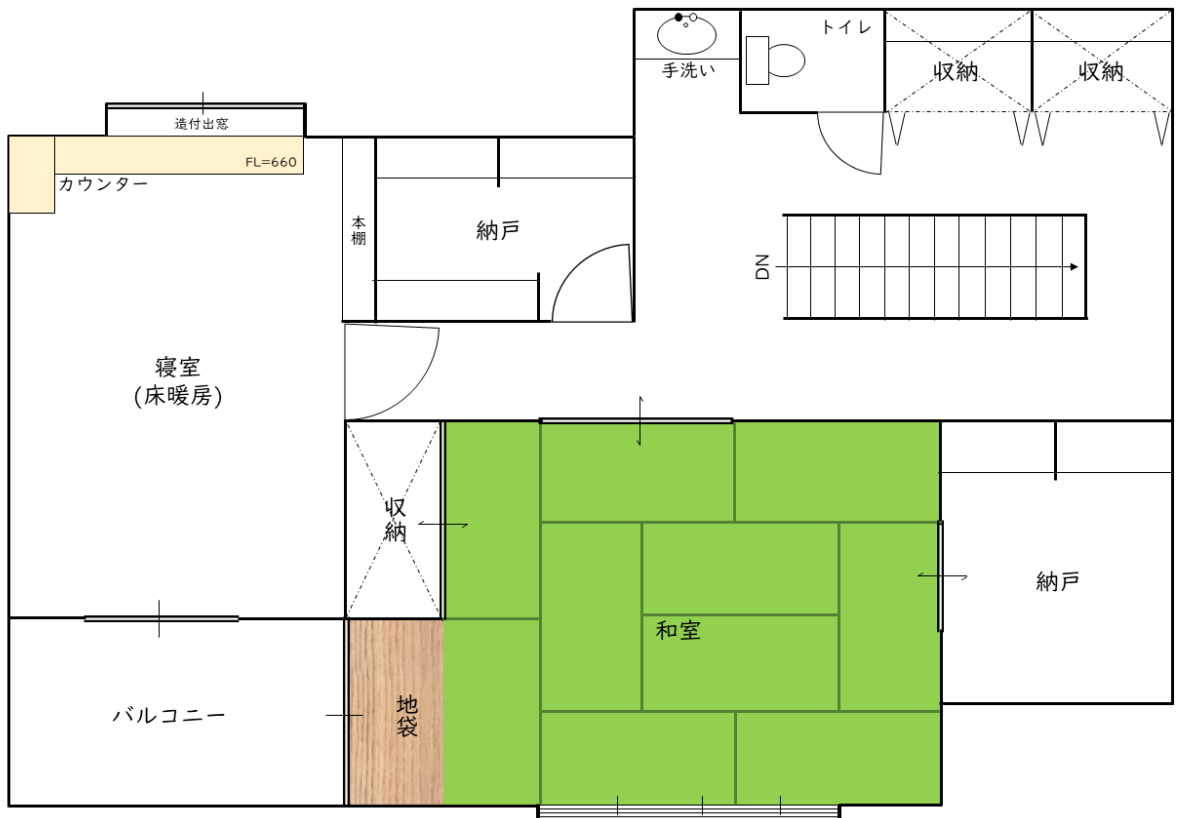 トイレ
手洗い
収納
収納
造付出窓
FL=660
カウンター
本棚
納戸
DN
寝室
(床暖房)
収納
納戸
和室
バルコニー
地袋